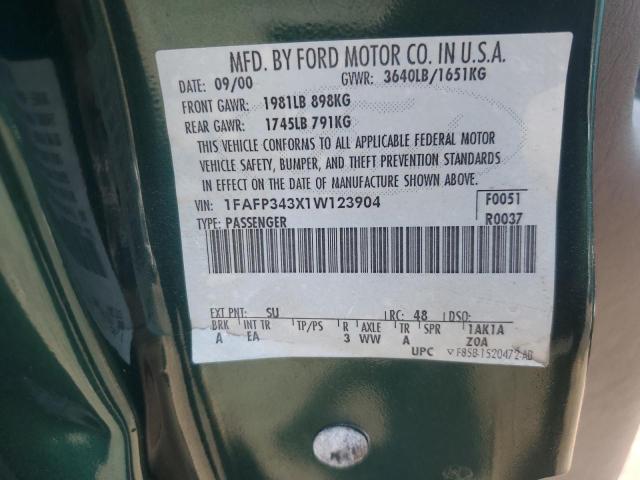 MFD. BY FORD MOTOR CO. IN U.S.A.
DATE: 09/00 GVWR: 3640LB/1651KG
FRONT GAWR: 1981LB 898KG
REAR GAWR: 1745LB 791KG
THIS VEHICLE CONFORMS TO ALL APPLICABLE FEDERAL MOTOR
VEHICLE SAFETY, BUMPER, AND THEFT PREVENTION STANDARDS
IN EFFECT ON THE DATE OF MANUFACTURE SHOWN ABOVE.
VIN: 1FAFP343X1W123904 F0051
TYPE: PASSENGER R0037
EXT PNT: SU RC: 48 DSO:
BRK INT TR TP/PS R AXLE TR SPR 1AK1A
A EA 3 WW A Z0A
UPC F85B-1520472-AB